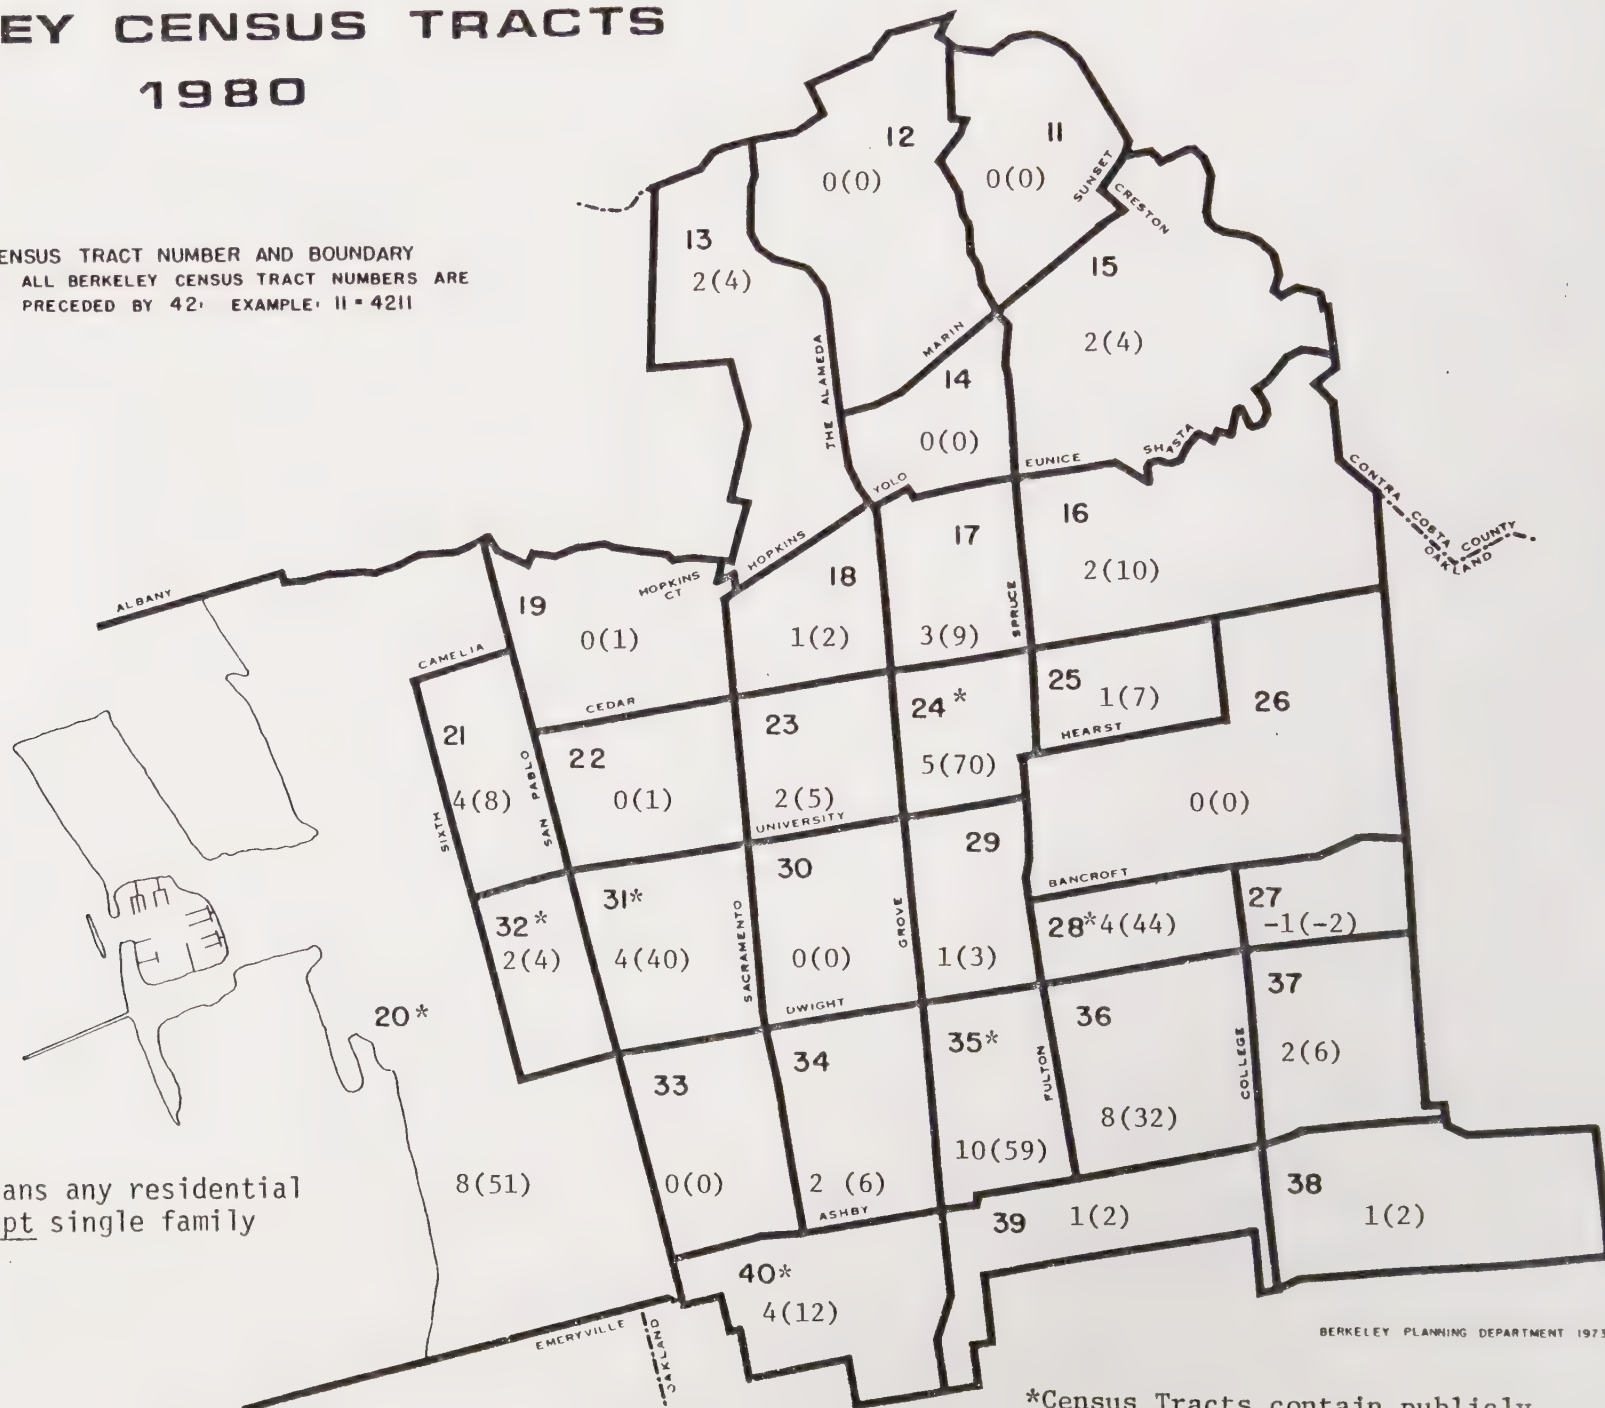 EY CENSUS TRACTS
1980
ENSUS TRACT NUMBER AND BOUNDARY
ALL BERKELEY CENSUS TRACT NUMBERS ARE
PRECEDED BY 42: EXAMPLE: 11 = 4211
12
0(0)
11
0(0)
SUNSET
CRESTON
13
2(4)
15
2(4)
THE ALAMEDA
MARIN
14
0(0)
YOLO
EUNICE
SHASTA
CONTRA COSTA COUNTY
OAKLAND
HOPKINS
HOPKINS
CT
17
3(9)
SPRUCE
16
2(10)
18
1(2)
ALBANY
19
0(1)
CAMELIA
CEDAR
21
4(8)
SIXTH
SAN PABLO
22
0(1)
23
2(5)
UNIVERSITY
24*
5(70)
25
1(7)
HEARST
26
0(0)
29
1(3)
30
0(0)
GROVE
31*
4(40)
SACRAMENTO
32*
2(4)
BANCROFT
28*4(44)
27
-1(-2)
DWIGHT
20*
8(51)
33
0(0)
34
2 (6)
ASHBY
35*
10(59)
FULTON
36
8(32)
COLLEGE
37
2(6)
38
1(2)
39 1(2)
40*
4(12)
EMERYVILLE
OAKLAND
ans any residential
pt single family
BERKELEY PLANNING DEPARTMENT 1973
*Census Tracts contain publicly